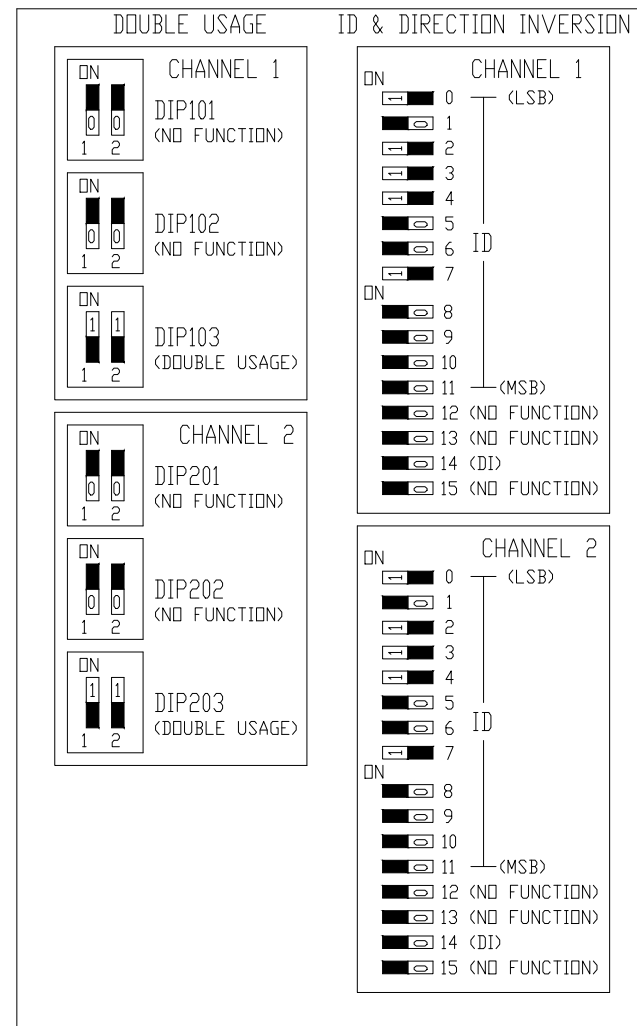 DOUBLE USAGE
CHANNEL 1
ON
0 0
1 2
DIP101
(NO FUNCTION)
ON
0 0
1 2
DIP102
(NO FUNCTION)
ON
1 1
1 2
DIP103
(DOUBLE USAGE)
CHANNEL 2
ON
0 0
1 2
DIP201
(NO FUNCTION)
ON
0 0
1 2
DIP202
(NO FUNCTION)
ON
1 1
1 2
DIP203
(DOUBLE USAGE)
ID & DIRECTION INVERSION
CHANNEL 1
ON
1 0 (LSB)
0 1
1 2
1 3
1 4
0 5
0 6
ID
1 7
ON
0 8
0 9
0 10
0 11 (MSB)
0 12 (NO FUNCTION)
0 13 (NO FUNCTION)
0 14 (DI)
0 15 (NO FUNCTION)
CHANNEL 2
ON
1 0 (LSB)
0 1
1 2
1 3
1 4
0 5
0 6
ID
1 7
ON
0 8
0 9
0 10
0 11 (MSB)
0 12 (NO FUNCTION)
0 13 (NO FUNCTION)
0 14 (DI)
0 15 (NO FUNCTION)